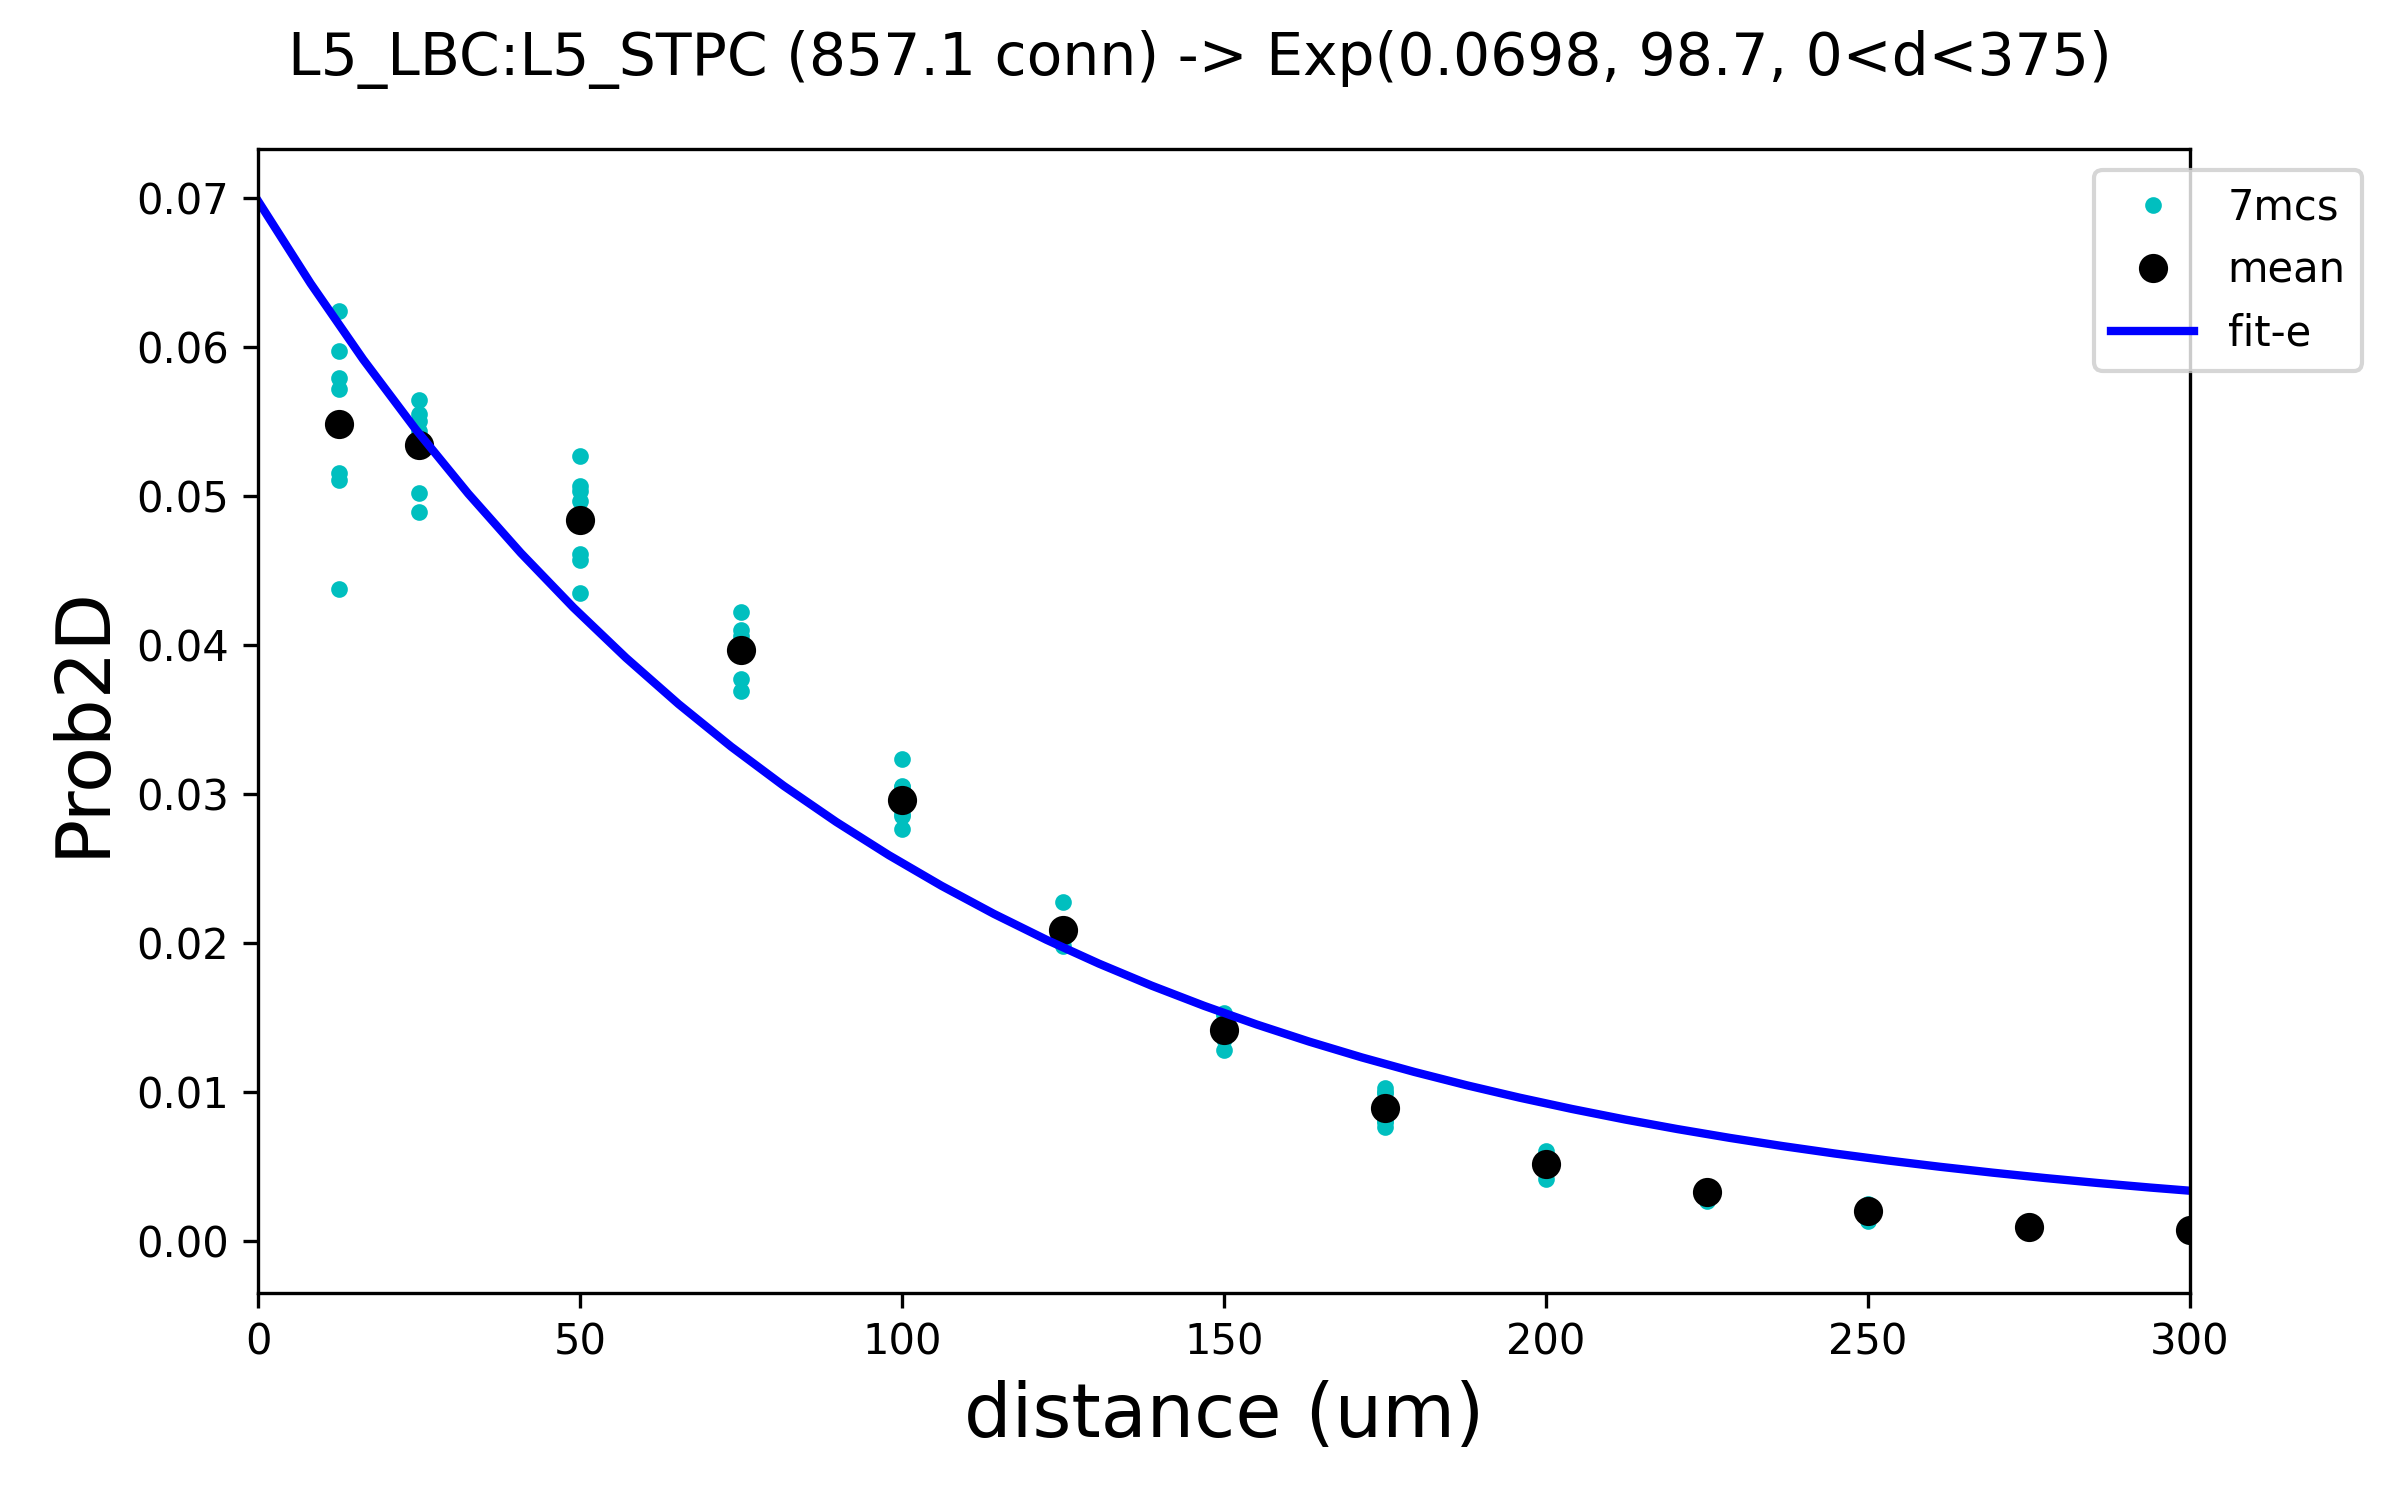 L5_LBC:L5_STPC (857.1 conn) -> Exp(0.0698, 98.7, 0<d<375)
7mcs
mean
fit-e
Prob2D
0.07
0.06
0.05
0.04
0.03
0.02
0.01
0.00
0 50 100 150 200 250 300
distance (um)